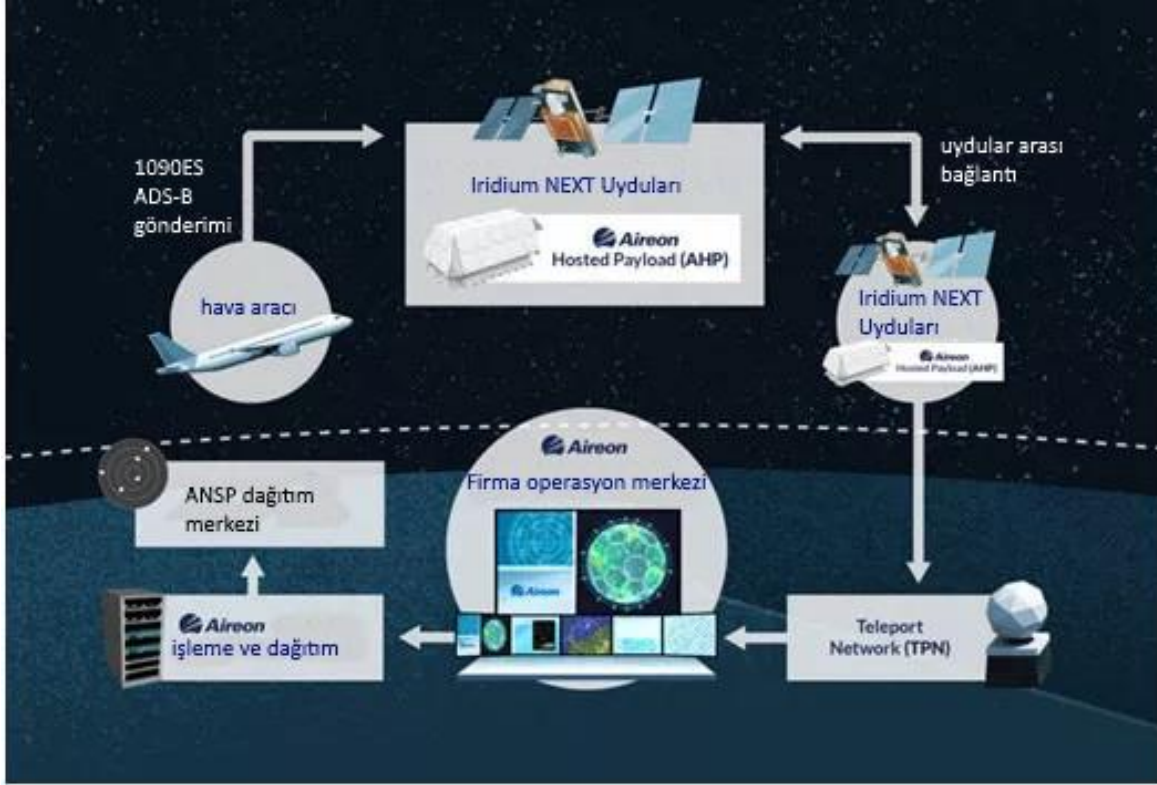 1090ES
ADS-B
gönderimi
Iridium NEXT Uyduları
Aireon
Hosted Payload (AHP)
uydular arası
bağlantı
hava aracı
Iridium NEXT
Uyduları
Aireon
Hosted Payload (AHP)
ANSP dağıtım
merkezi
Aireon
Firma operasyon merkezi
Aireon
Aireon
işleme ve dağıtım
Teleport
Network (TPN)